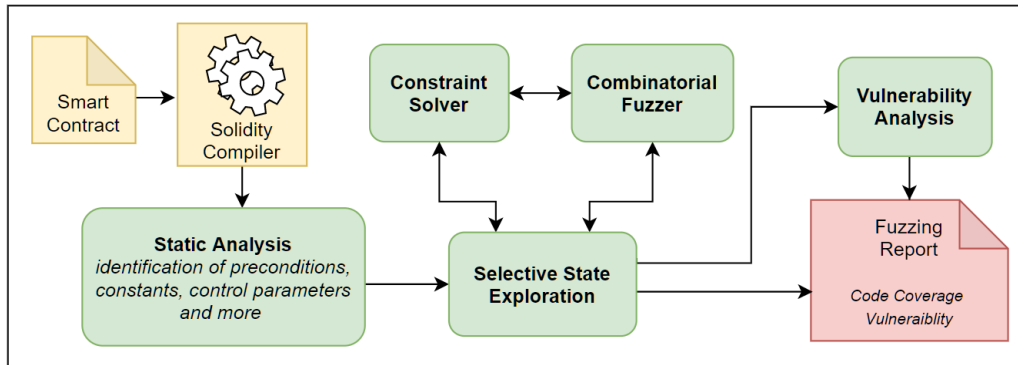 Smart
Contract
Solidity
Compiler
Constraint
Solver
Combinatorial
Fuzzer
Vulnerability
Analysis
Static Analysis
identification of preconditions,
constants, control parameters
and more
Selective State
Exploration
Fuzzing
Report
Code Coverage
Vulneraiblity